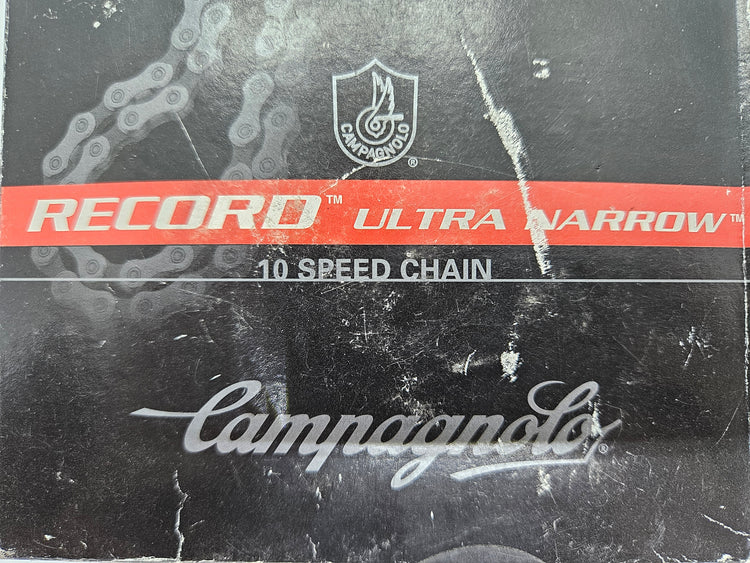 CAMPAGNOLO
®
RECORD™ ULTRA NARROW™
10 SPEED CHAIN
Campagnolo®